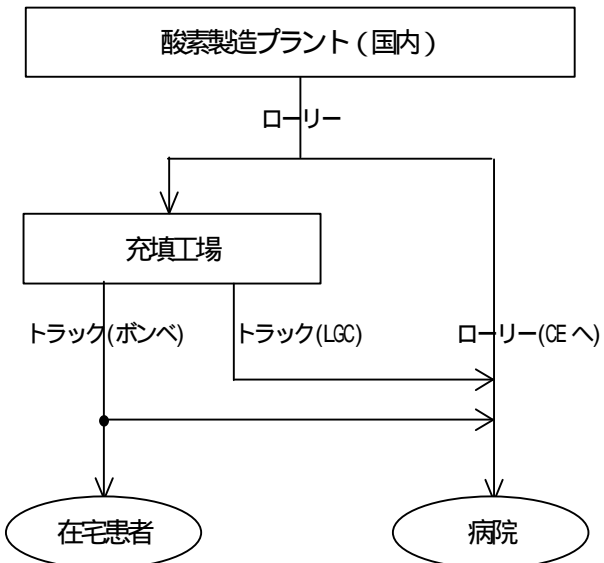 酸素製造プラント（国内）
ローリー
充填工場
トラック(ボンベ)
トラック(LGC)
ローリー(CE へ)
在宅患者
病院